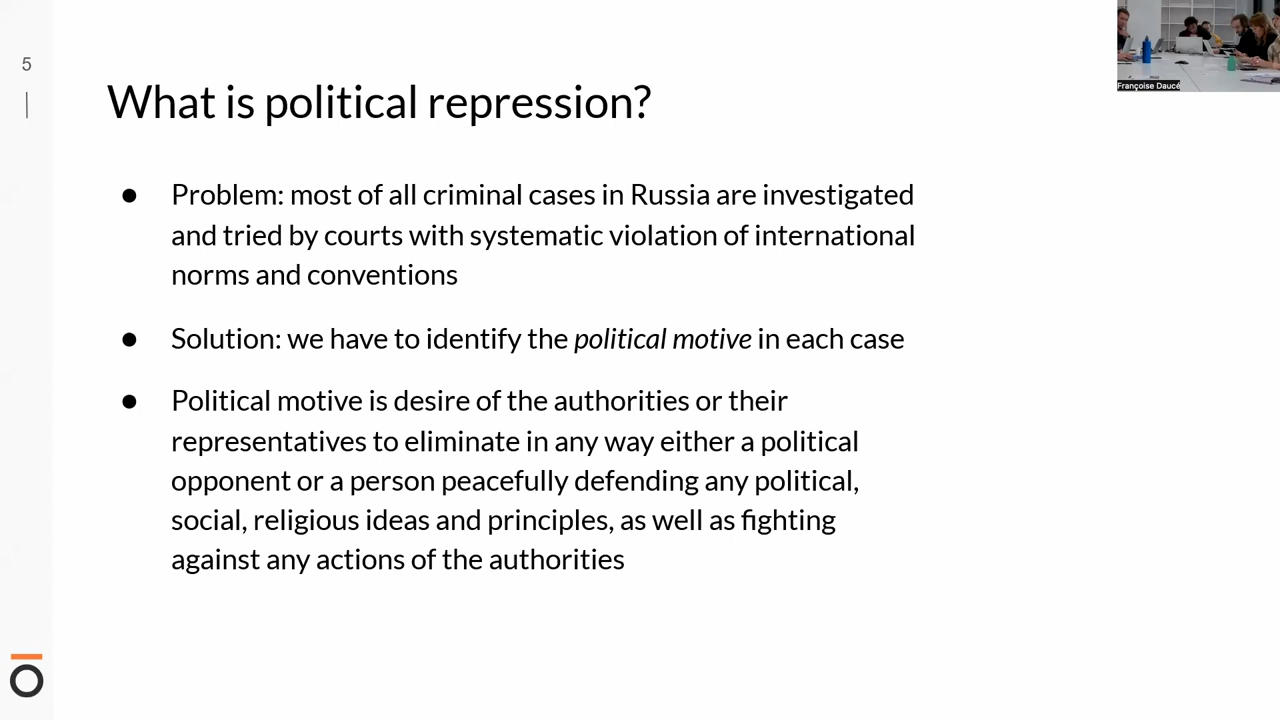 5
What is political repression?
● Problem: most of all criminal cases in Russia are investigated
and tried by courts with systematic violation of international
norms and conventions
● Solution: we have to identify the political motive in each case
● Political motive is desire of the authorities or their
representatives to eliminate in any way either a political
opponent or a person peacefully defending any political,
social, religious ideas and principles, as well as fighting
against any actions of the authorities
Françoise Daucé